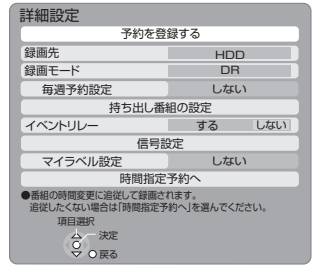 詳細設定
予約を登録する
録画先 HDD
録画モード DR
毎週予約設定 しない
持ち出し番組の設定
イベントリレー する しない
信号設定
マイラベル設定 しない
時間指定予約へ
●番組の時間変更に追従して録画されます。
追従したくない場合は「時間指定予約へ」を選んでください。
項目選択
決定
戻る